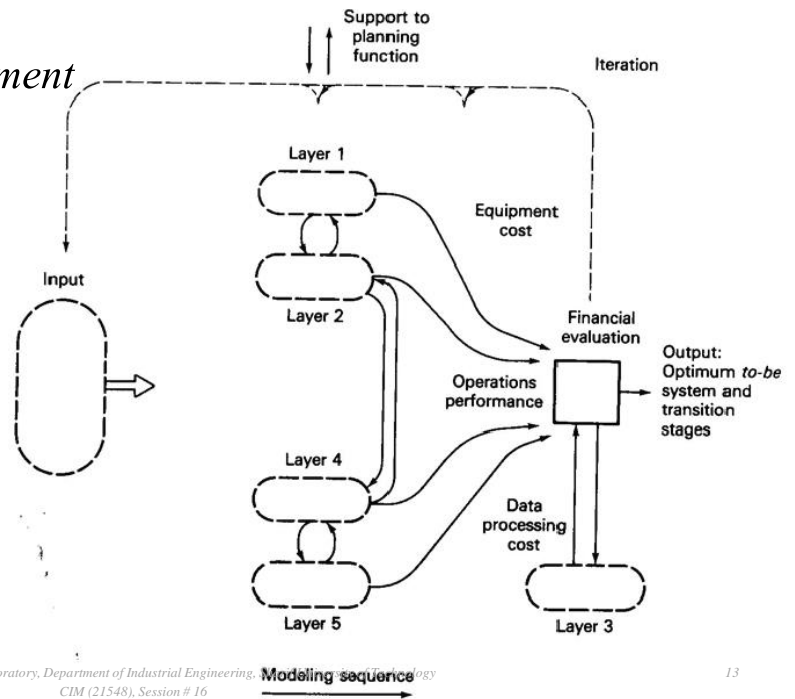 Support to
planning
function
ment
Iteration
Layer 1
Equipment
cost
Input
Layer 2
Financial
evaluation
Output:
Optimum to-be
system and
transition
stages
Operations
performance
Layer 4
Data
processing
cost
Layer 5
Layer 3
Modeling sequence
oratory, Department of Industrial Engineering, Technology
13
CIM (21548), Session # 16